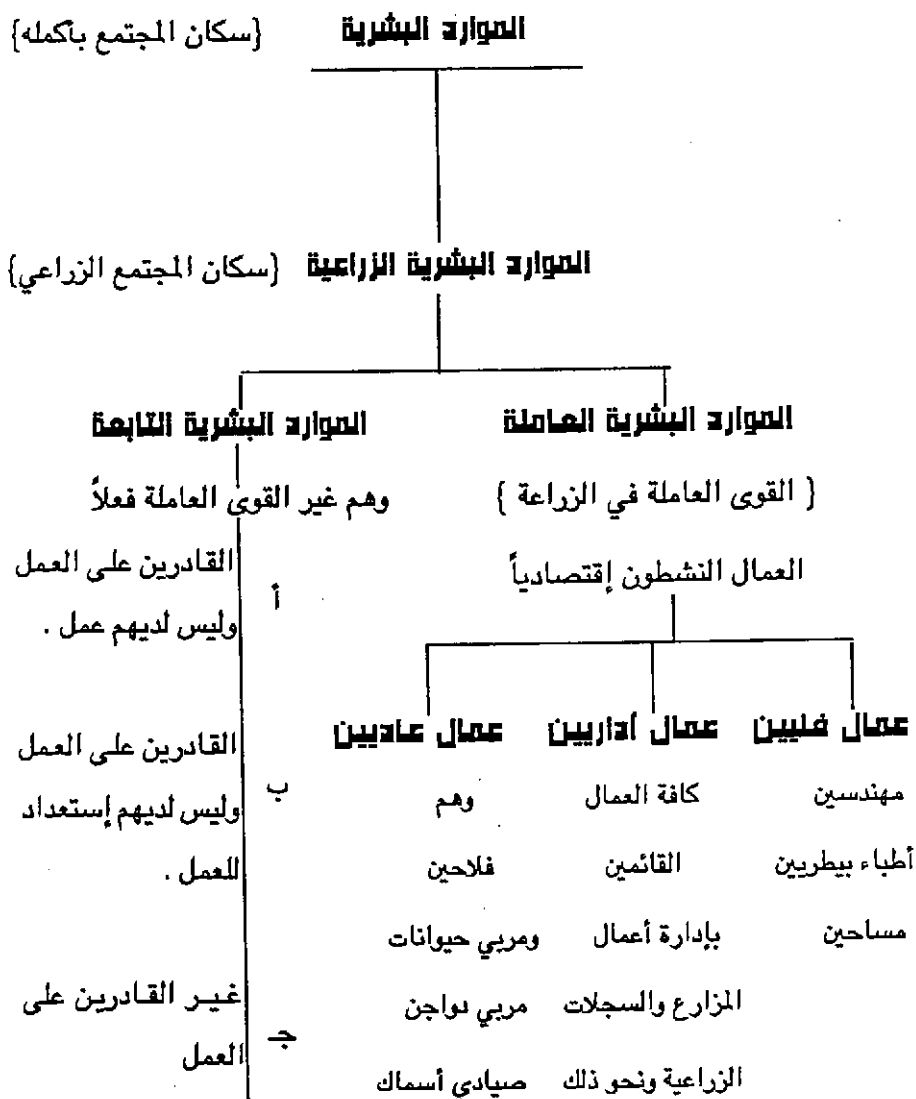 الموارد البشرية {سكان المجتمع بأكمله}
الموارد البشرية الزراعية {سكان المجتمع الزراعي}
الموارد البشرية العاملة
{ القوى العاملة في الزراعة }
العمال النشطون إقتصادياً
عمال فنيين
مهندسين
أطباء بيطريين
مساحين
عمال أداريين
كافة العمال
القائمين
بإدارة أعمال
المزارع والسجلات
الزراعية ونحو ذلك
عمال عاديين
وهم
فلاحين
ومربي حيوانات
مربي دواجن
صيادي أسماك
الموارد البشرية التابعة
وهم غير القوى العاملة فعلاً
أ
القادرين على العمل
وليس لديهم عمل .
ب
القادرين على العمل
وليس لديهم إستعداد
للعمل .
جـ
غير القادرين على
العمل